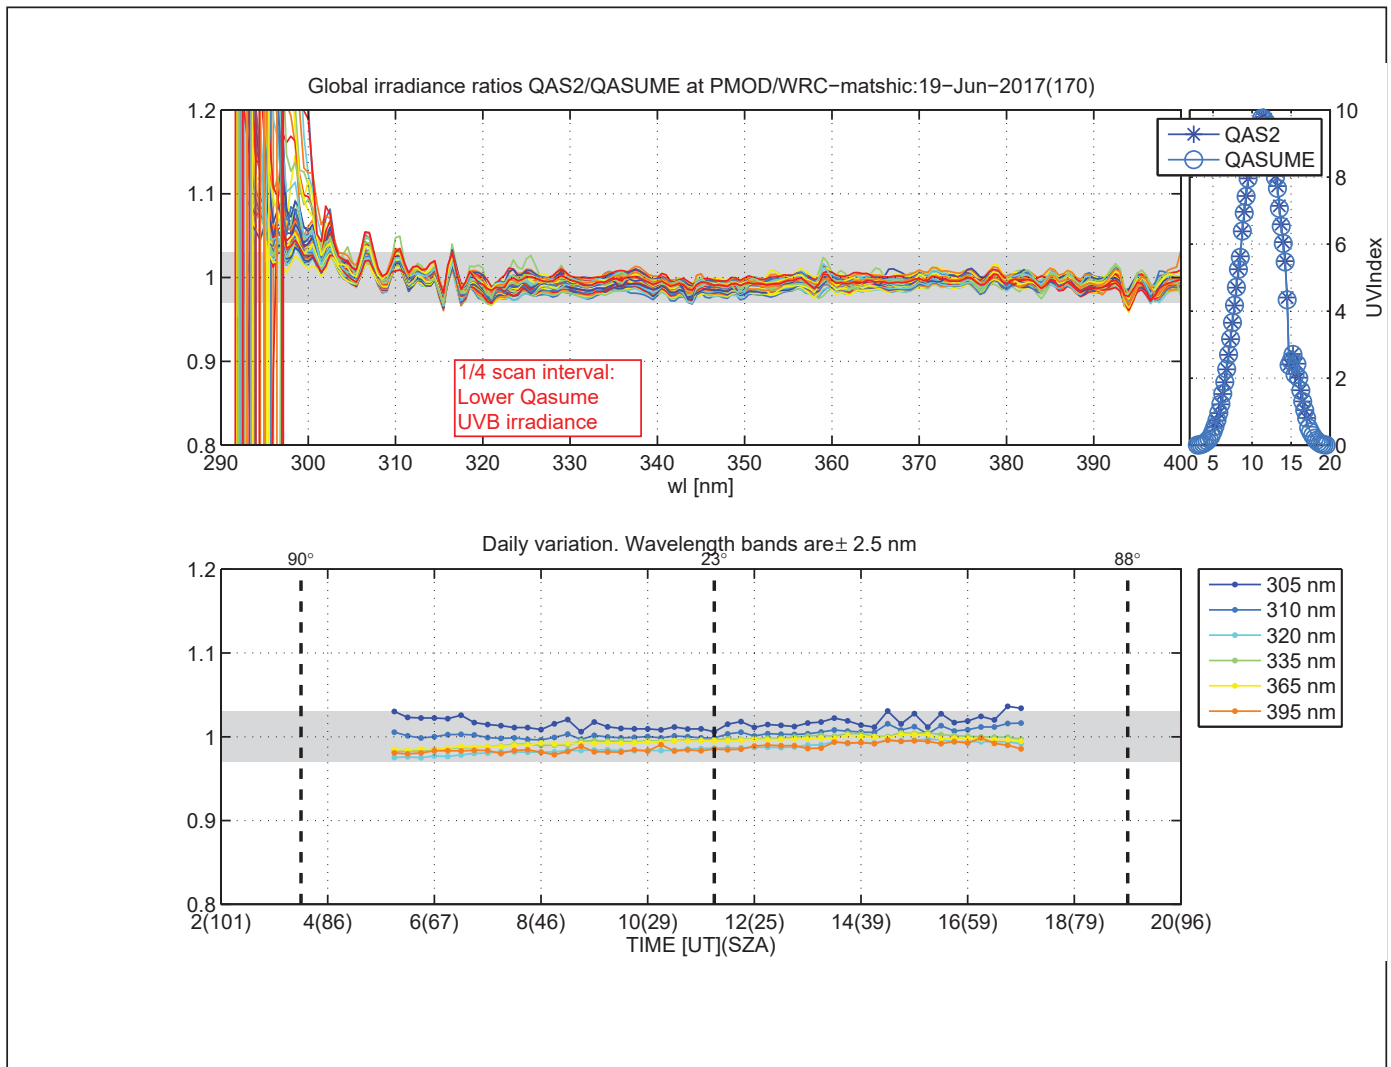 Global irradiance ratios QAS2/QASUME at PMOD/WRC−matshic:19−Jun−2017(170)
1.2
1.1
1
0.9
0.8
290 300 310 320 330 340 350 360 370 380 390 400
wl [nm]
1/4 scan interval:
Lower Qasume
UVB irradiance
QAS2
QASUME
10
8
6
4
2
0
UVIndex
5 10 15 20
Daily variation. Wavelength bands are± 2.5 nm
90° 23° 88°
1.2
1.1
1
0.9
0.8
2(101) 4(86) 6(67) 8(46) 10(29) 12(25) 14(39) 16(59) 18(79) 20(96)
TIME [UT](SZA)
305 nm
310 nm
320 nm
335 nm
365 nm
395 nm